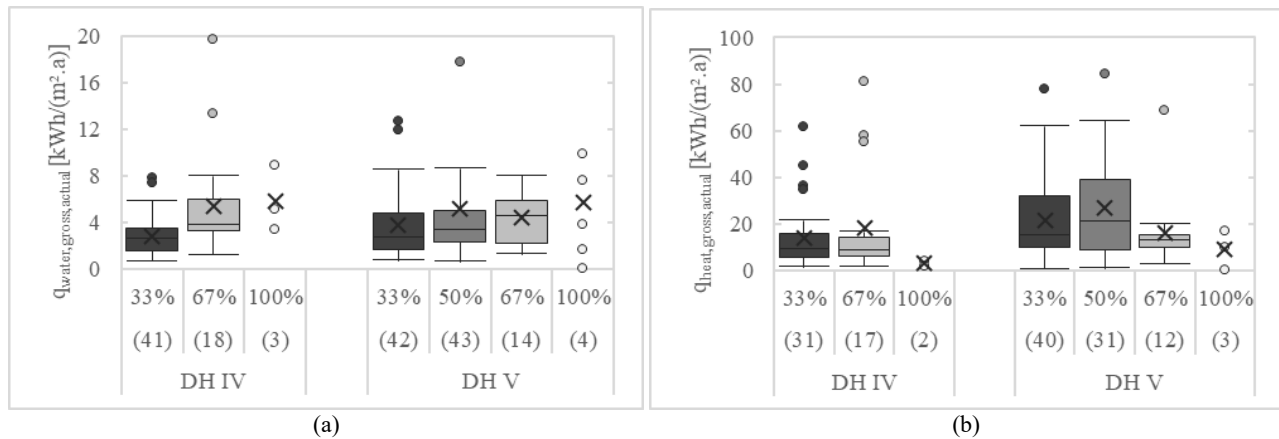 q_water,gross,actual [kWh/(m².a)]
20
16
12
8
4
0
33% 67% 100% 33% 50% 67% 100%
(41) (18) (3) (42) (43) (14) (4)
DH IV DH V
(a)
q_heat,gross,actual [kWh/(m².a)]
100
80
60
40
20
0
33% 67% 100% 33% 50% 67% 100%
(31) (17) (2) (40) (31) (12) (3)
DH IV DH V
(b)